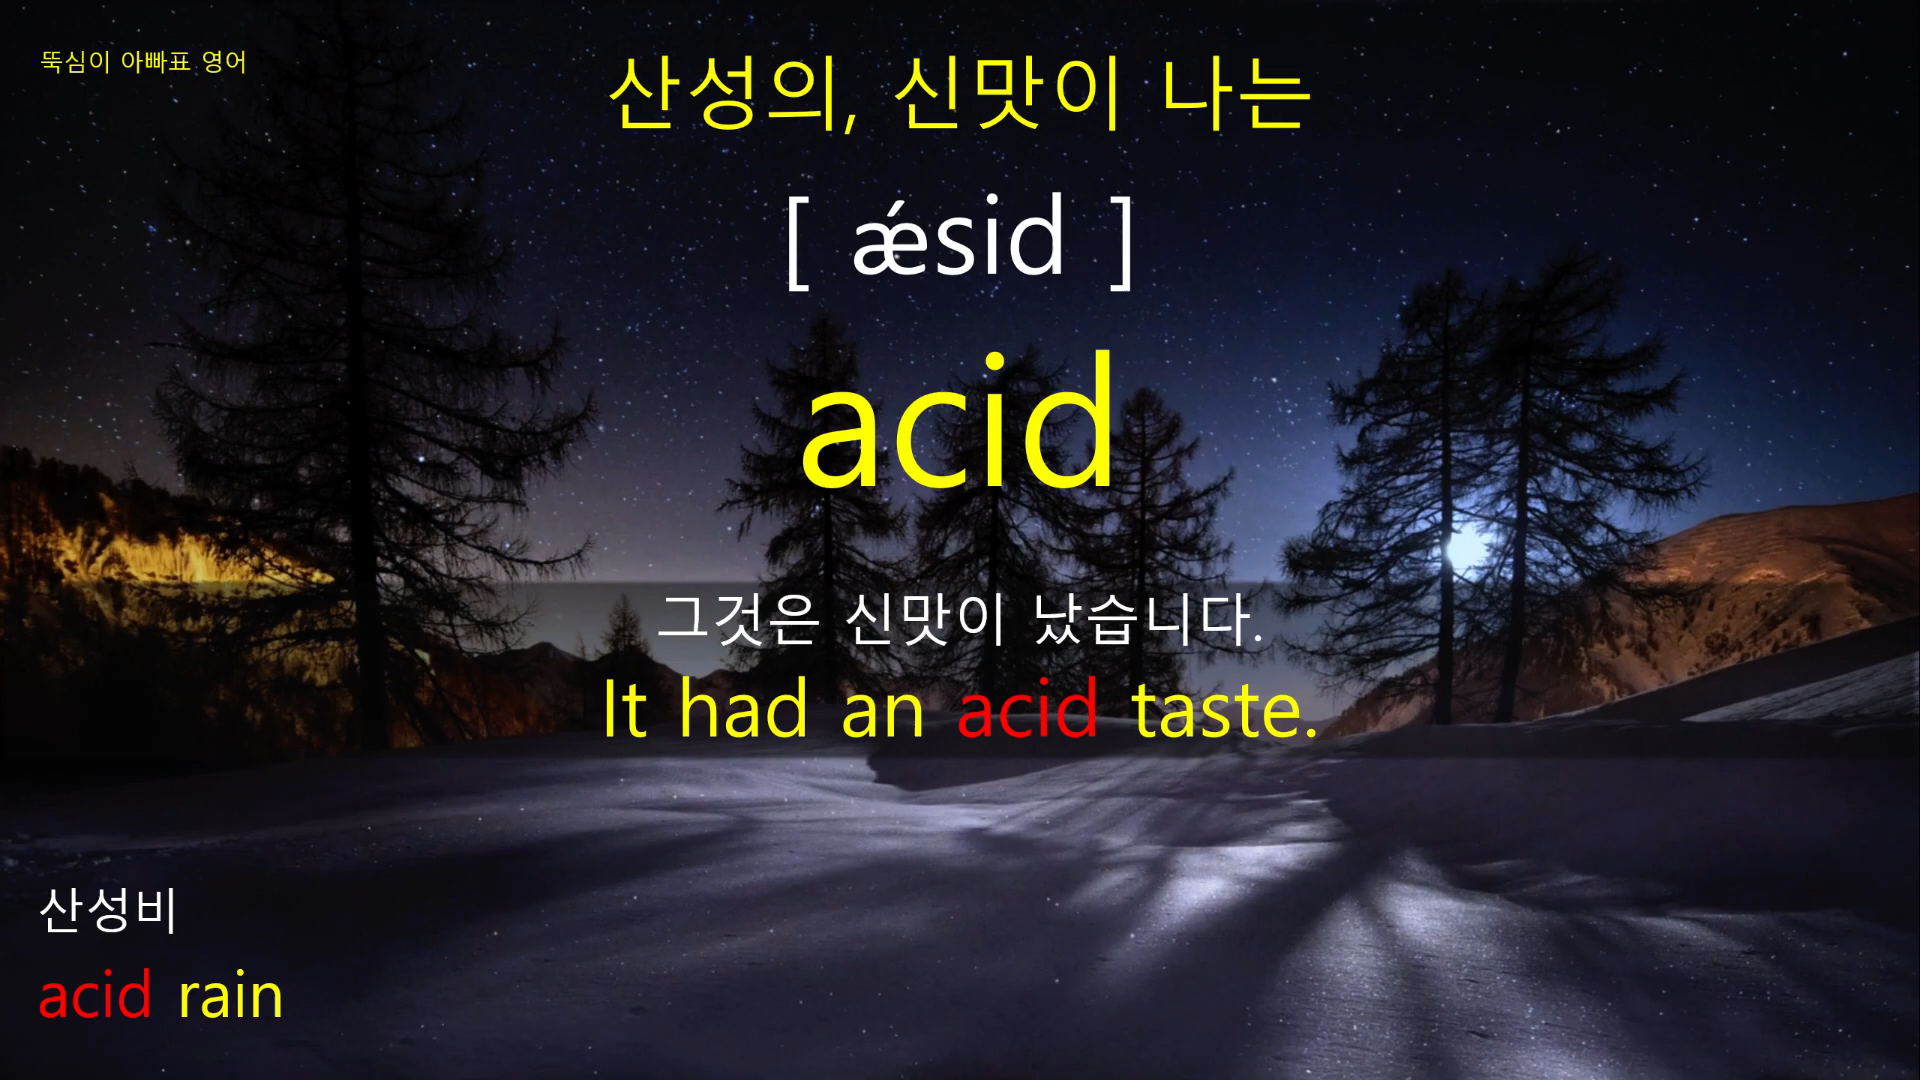 뚝심이 아빠표 영어
산성의, 신맛이 나는
[ ǽsid ]
acid
그것은 신맛이 났습니다.
It had an acid taste.
산성비
acid rain